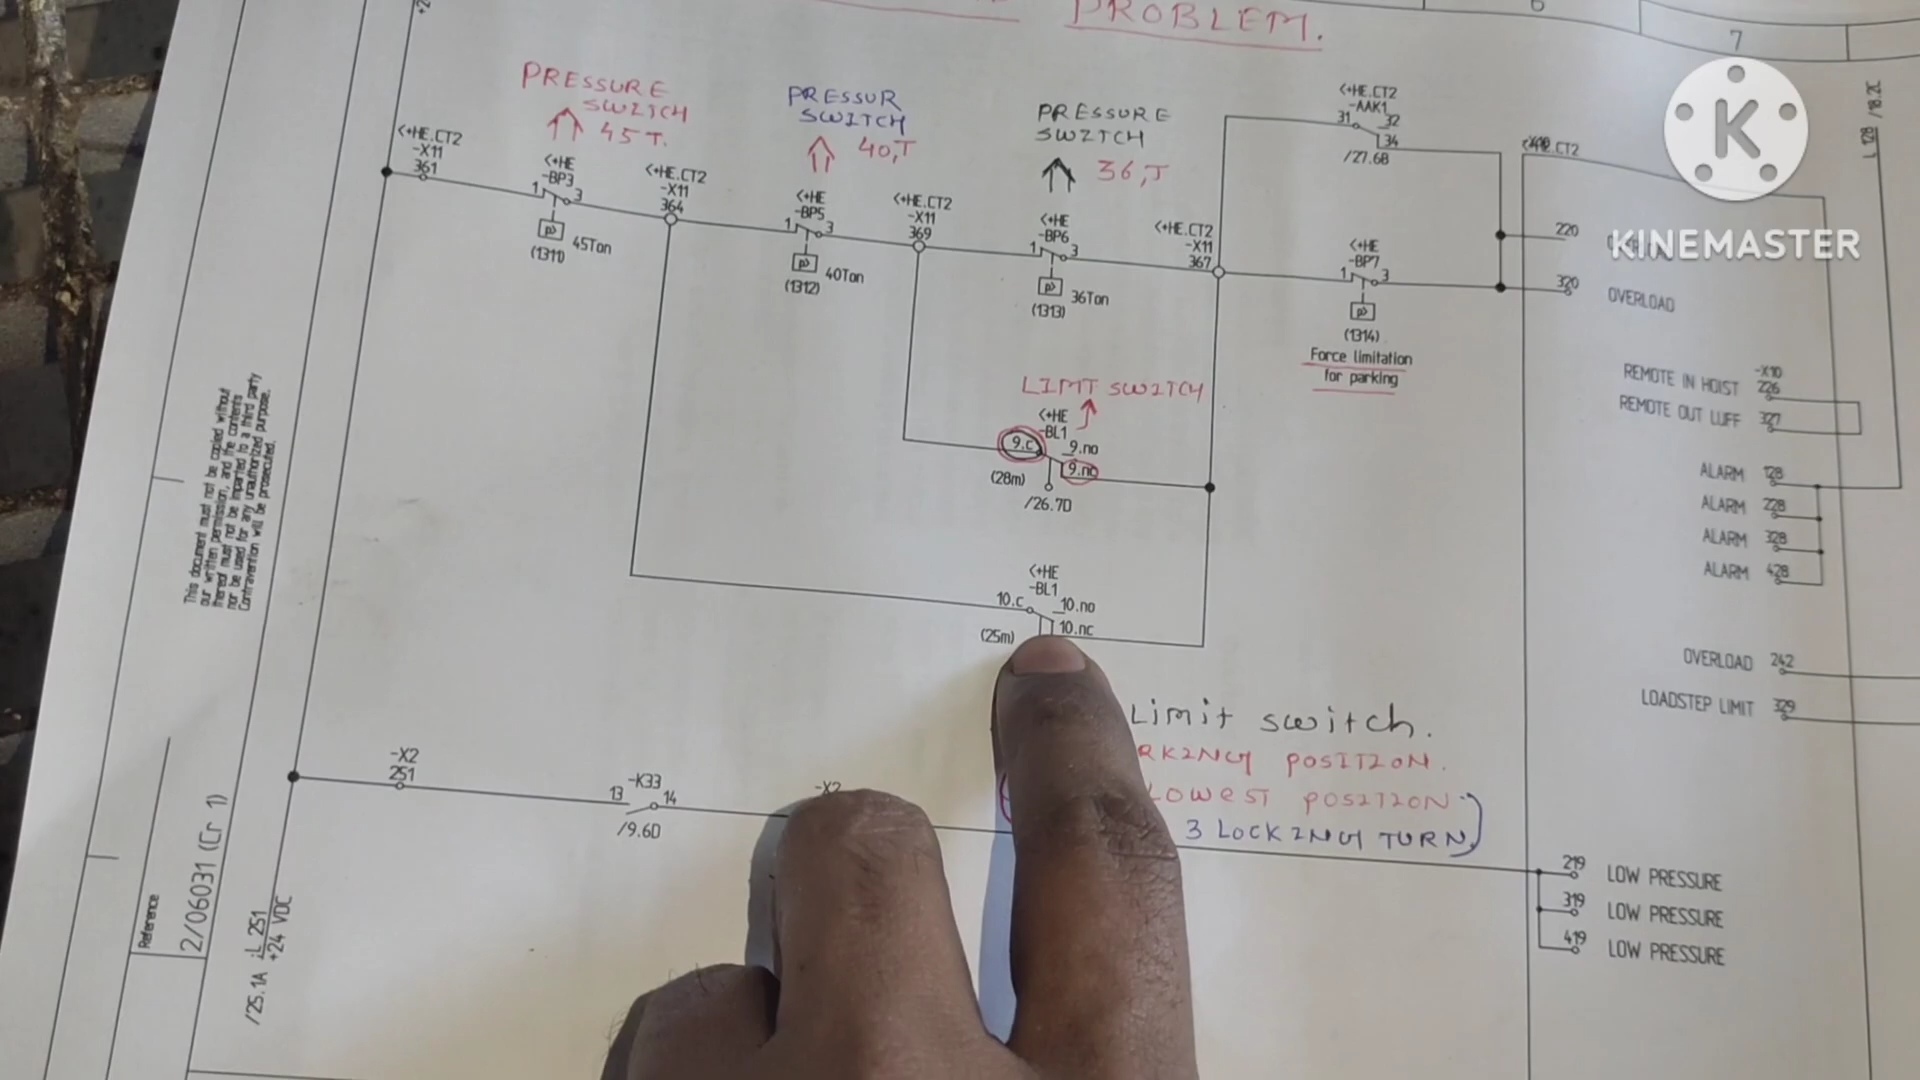 PROBLEM.
6
7
PRESSURE
SWITCH
45 T.
PRESSUR
SWITCH
40,T
PRESSURE
SWITCH
36,T
<+HE.CT2
-X11
361
<+HE
-BP3
1 3
p>
45Ton
(1311)
<+HE.CT2
-X11
364
<+HE
-BP5
1 3
p>
40Ton
(1312)
<+HE.CT2
-X11
369
<+HE
-BP6
1 3
p>
36Ton
(1313)
<+HE.CT2
-X11
367
<+HE.CT2
-AAK1
31 32
34
/27.6B
<+HE
-BP7
1 3
p>
(1314)
Force limitation
for parking
LIMIT SWITCH
<+HE
-BL1
9.c 9.no
9.nc
(28m)
/26.7D
<+HE
-BL1
10.c 10.no
10.nc
(25m)
Limit switch.
RKING POSITION.
LOWEST POSITION.
3 LOCKING TURN
-X2
251
-K33
13 14
/9.6D
-X2
K
KINEMASTER
L 128 /18.2C
220
320 OVERLOAD
-X10
REMOTE IN HOIST 226
REMOTE OUT LUFF 327
ALARM 128
ALARM 228
ALARM 328
ALARM 428
OVERLOAD 242
LOADSTEP LIMIT 329
219 LOW PRESSURE
319 LOW PRESSURE
419 LOW PRESSURE
This document must not be copied without
our written permission, and the contents
thereof must not be imparted to a third party
nor be used for any unauthorized purpose.
Contravention will be prosecuted.
Reference
2/06031 (Cr 1)
/25.1A L 251
+24 VDC